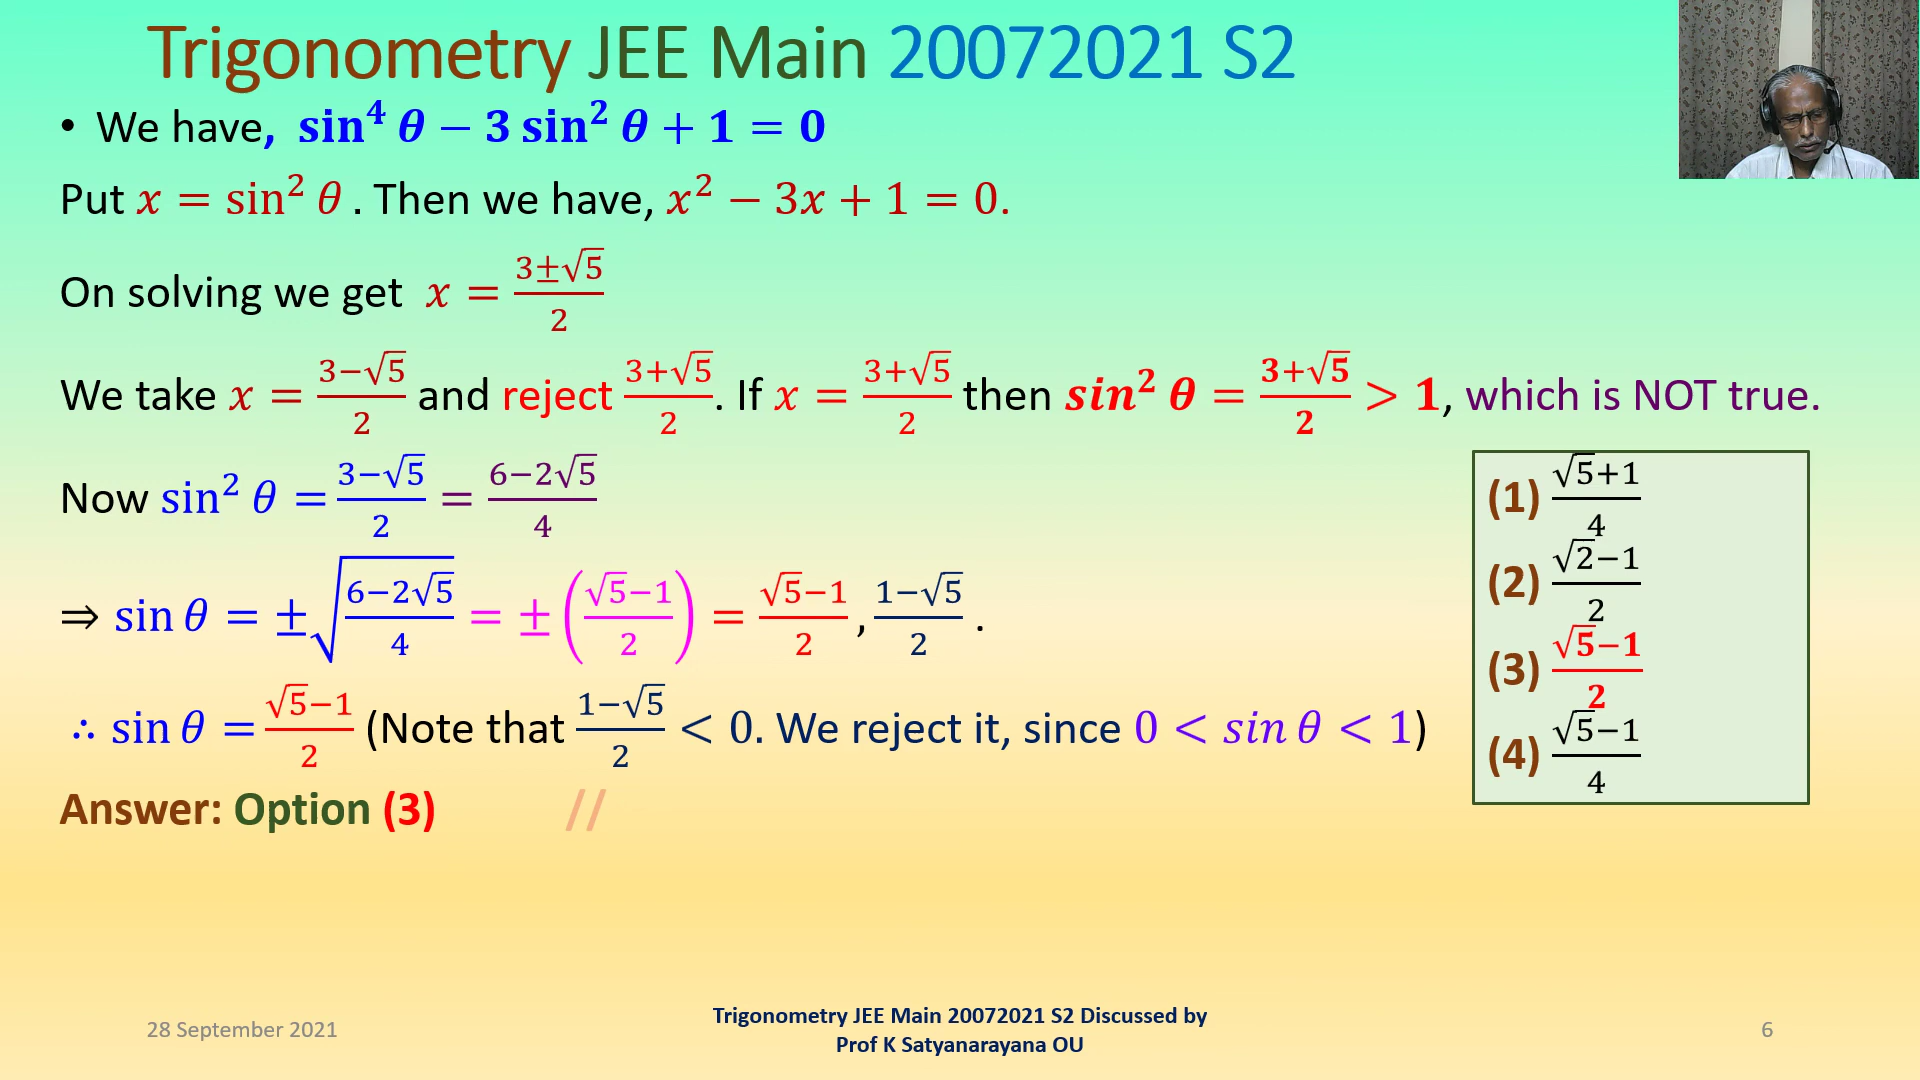 Trigonometry JEE Main 20072021 S2
• We have, sin⁴ θ − 3 sin² θ + 1 = 0
Put x = sin² θ . Then we have, x² − 3x + 1 = 0.
On solving we get x = (3±√5)/2
We take x = (3−√5)/2 and reject (3+√5)/2. If x = (3+√5)/2 then sin² θ = (3+√5)/2 > 1, which is NOT true.
Now sin² θ = (3−√5)/2 = (6−2√5)/4
⇒ sin θ = ±√((6−2√5)/4) = ±((√5−1)/2) = (√5−1)/2 , (1−√5)/2 .
∴ sin θ = (√5−1)/2 (Note that (1−√5)/2 < 0. We reject it, since 0 < sin θ < 1)
Answer: Option (3) //
(1) (√5+1)/4
(2) (√2−1)/2
(3) (√5−1)/2
(4) (√5−1)/4
28 September 2021
Trigonometry JEE Main 20072021 S2 Discussed by
Prof K Satyanarayana OU
6